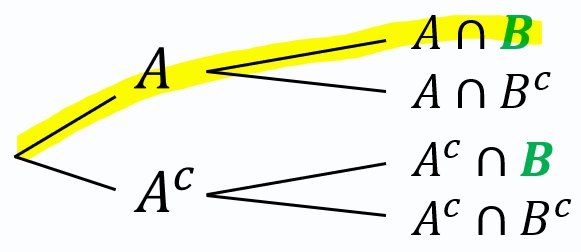 A ∩ B
A
A ∩ Bᶜ
Aᶜ ∩ B
Aᶜ
Aᶜ ∩ Bᶜ